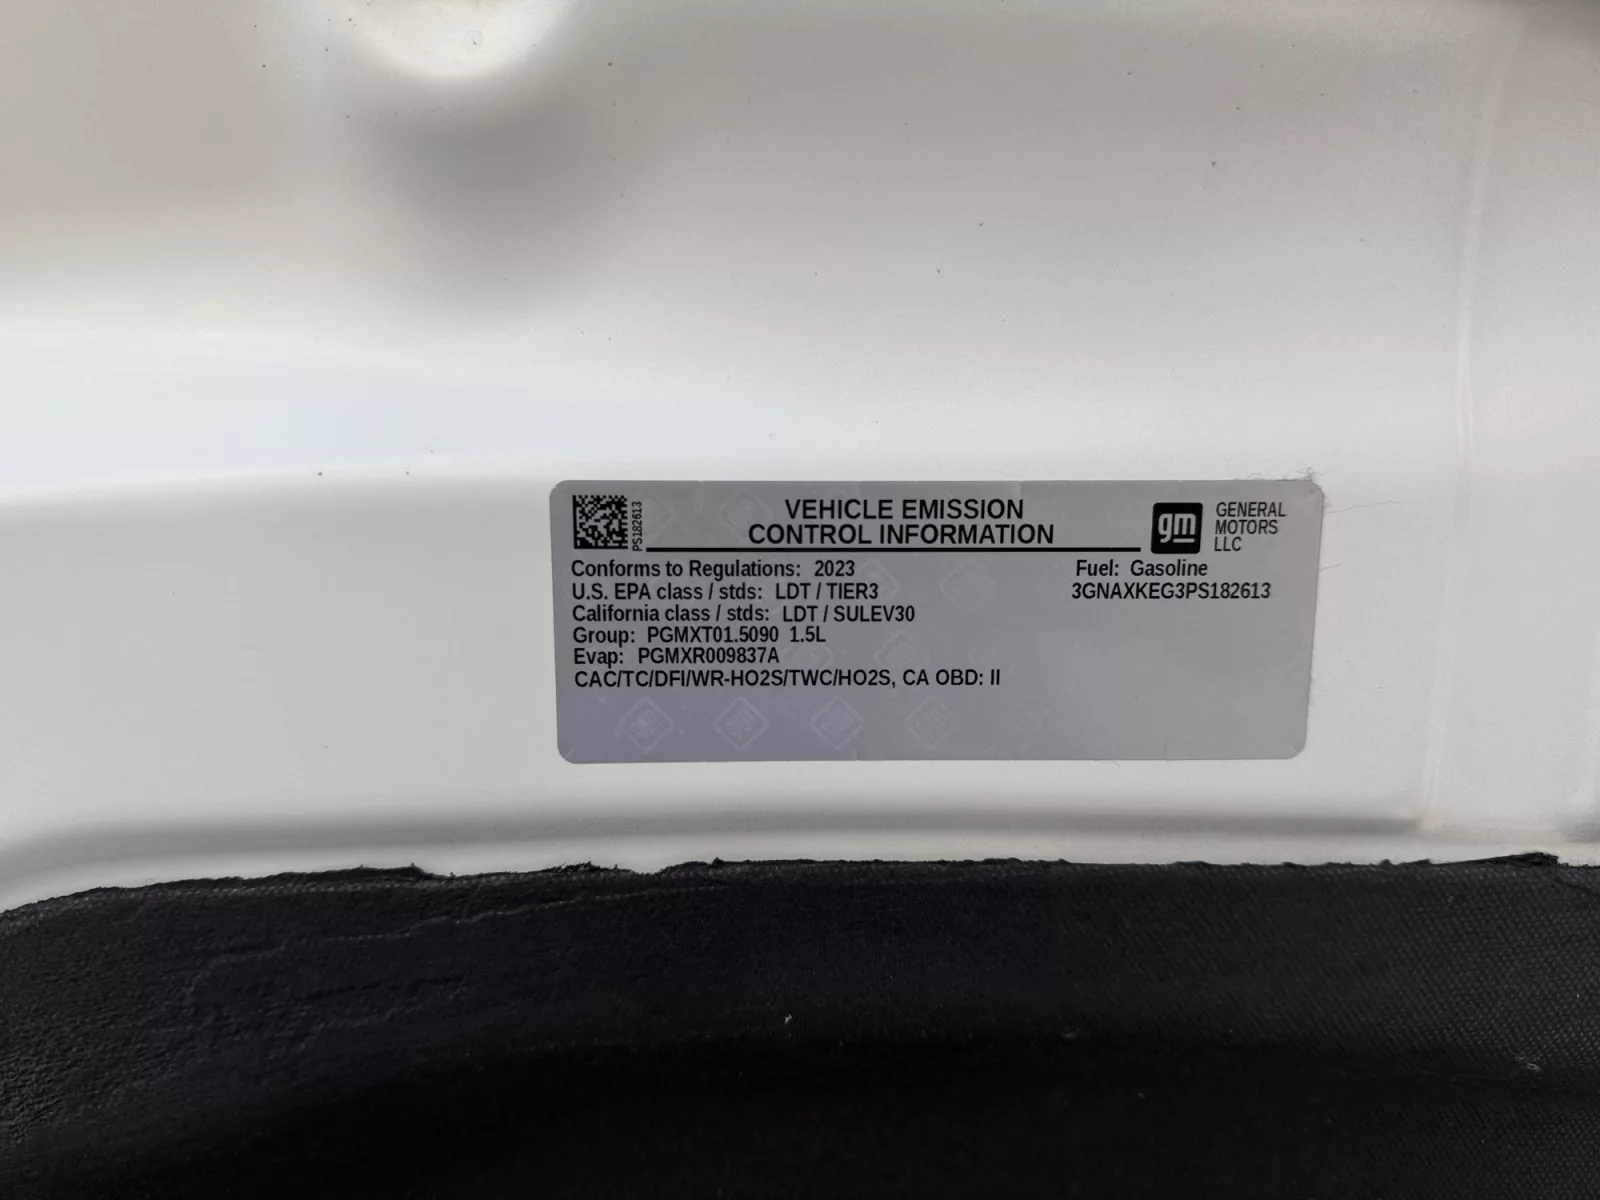 PS182613
VEHICLE EMISSION
CONTROL INFORMATION
gm
GENERAL
MOTORS
LLC
Conforms to Regulations: 2023
Fuel: Gasoline
U.S. EPA class / stds: LDT / TIER3
3GNAXKEG3PS182613
California class / stds: LDT / SULEV30
Group: PGMXT01.5090 1.5L
Evap: PGMXR009837A
CAC/TC/DFI/WR-HO2S/TWC/HO2S, CA OBD: II